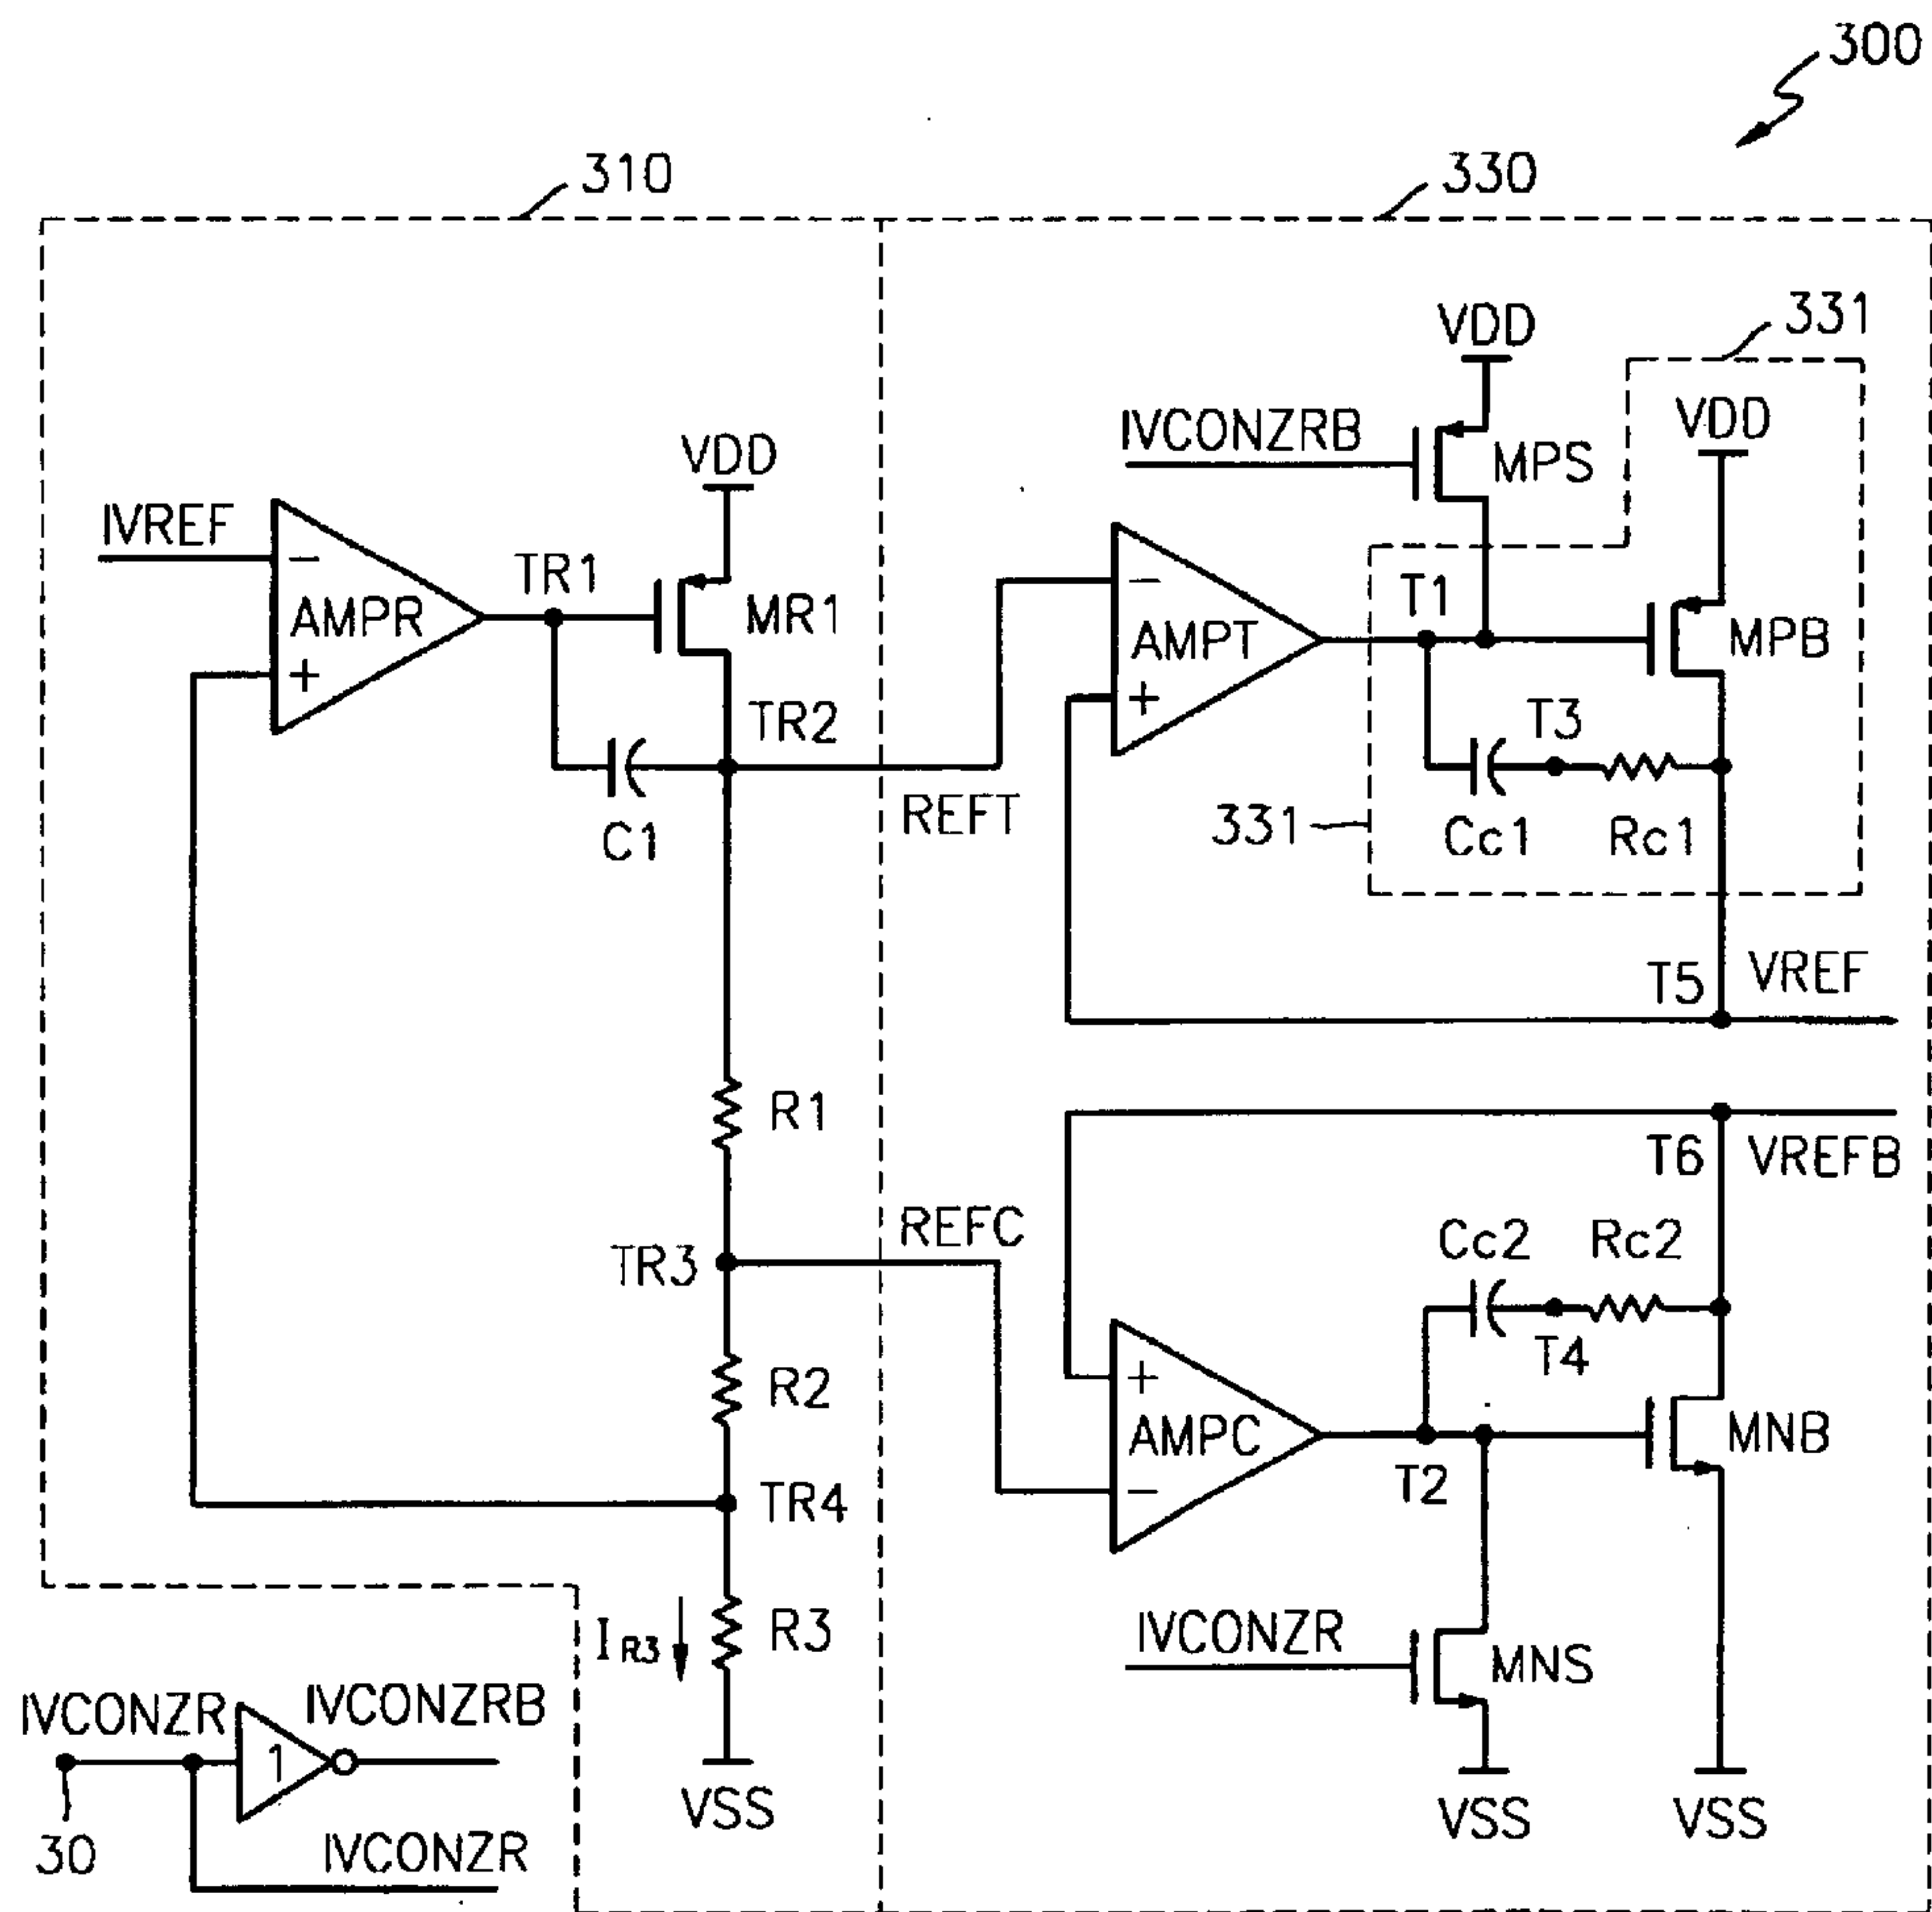 300
310
330
331
VDD
VDD
IVCONZRB
MPS
VDD
IVREF
TR1
T1
−
AMPR
MR1
−
AMPT
MPB
+
TR2
+
T3
REFT
331
Cc1
Rc1
C1
T5
VREF
R1
T6
VREFB
REFC
Cc2
Rc2
TR3
T4
R2
+
AMPC
MNB
T2
TR4
−
IR3
R3
IVCONZR
MNS
IVCONZR
IVCONZRB
1
VSS
VSS
VSS
30
IVCONZR